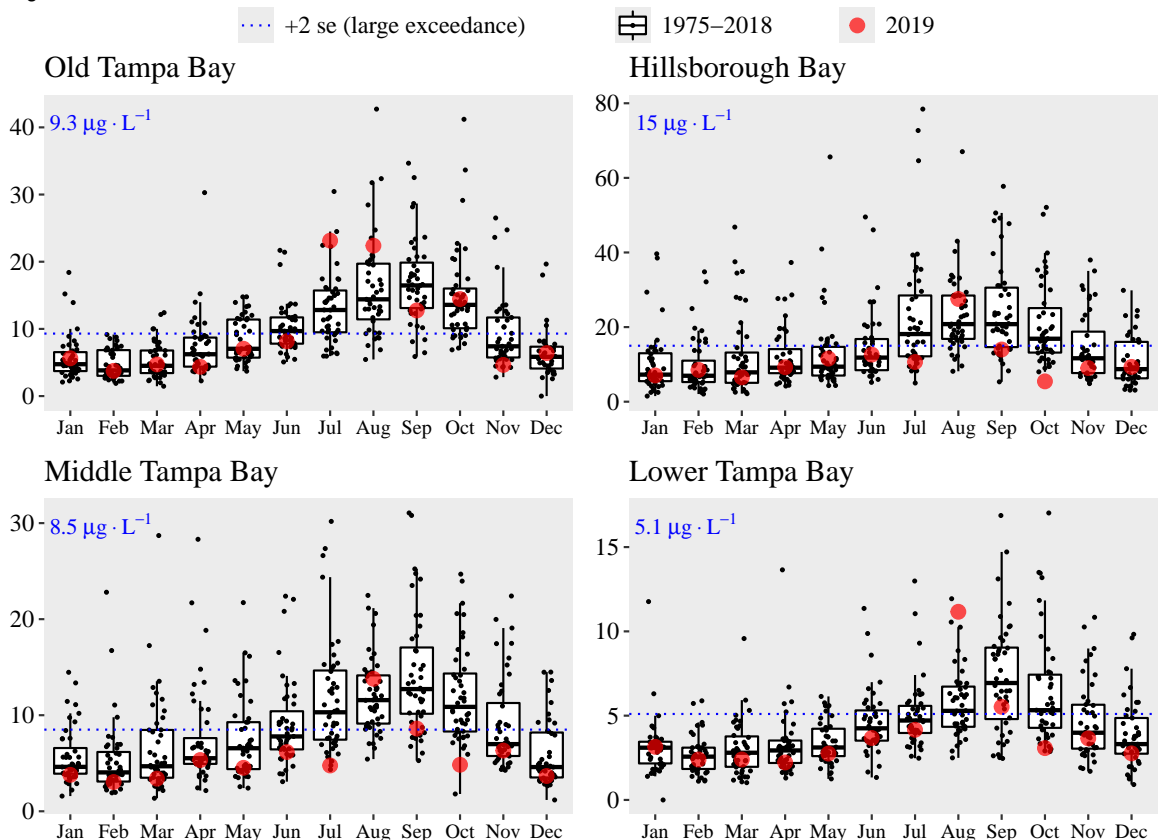 +2 se (large exceedance) 1975–2018 2019
Old Tampa Bay
9.3 μg · L⁻¹
40
30
20
10
0
Jan Feb Mar Apr May Jun Jul Aug Sep Oct Nov Dec
Hillsborough Bay
15 μg · L⁻¹
80
60
40
20
0
Jan Feb Mar Apr May Jun Jul Aug Sep Oct Nov Dec
Middle Tampa Bay
8.5 μg · L⁻¹
30
20
10
0
Jan Feb Mar Apr May Jun Jul Aug Sep Oct Nov Dec
Lower Tampa Bay
5.1 μg · L⁻¹
15
10
5
0
Jan Feb Mar Apr May Jun Jul Aug Sep Oct Nov Dec